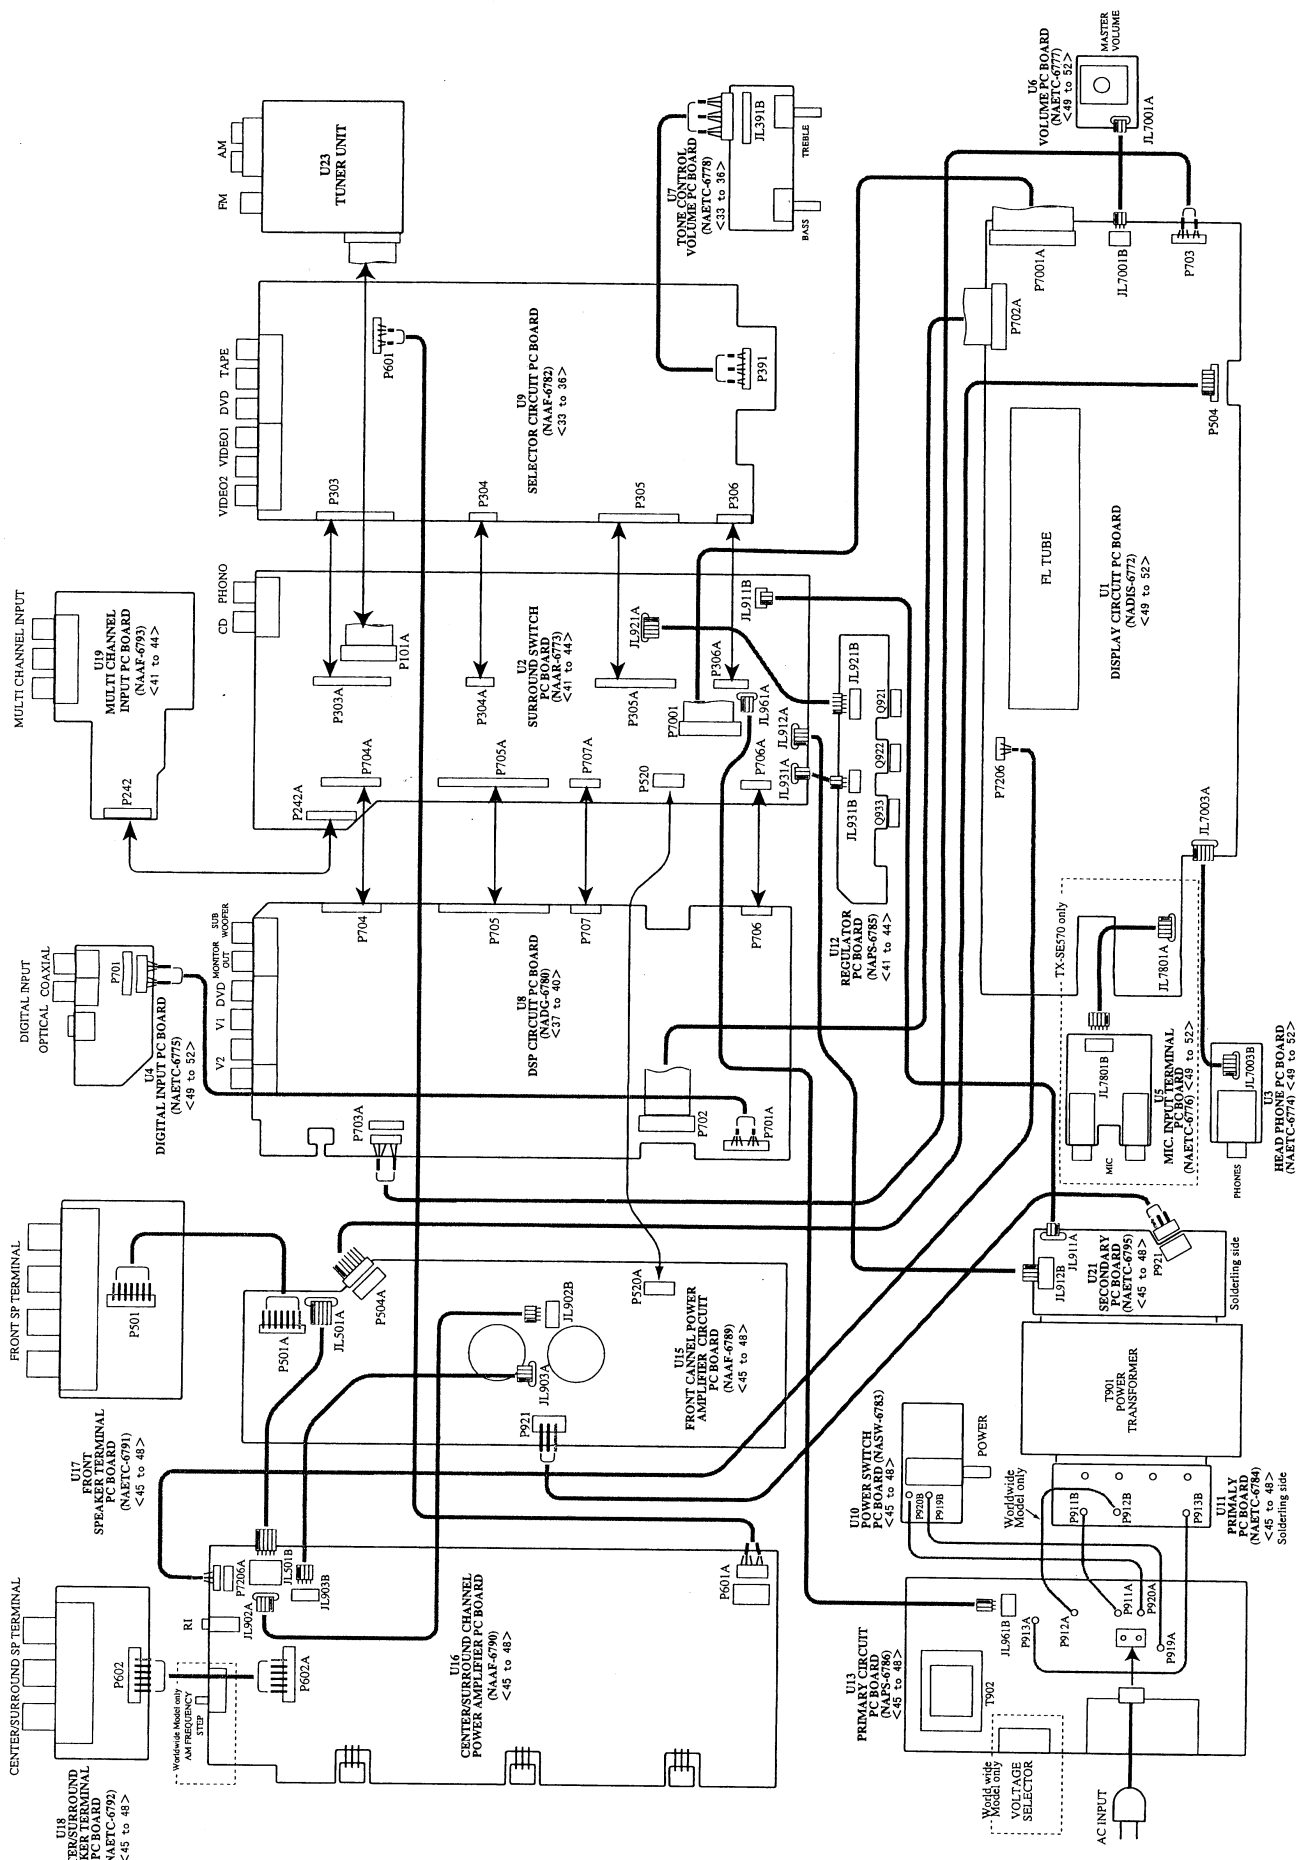 AM
FM
U23
TUNER UNIT
U6
VOLUME PC BOARD
(NAETC-6777)
<49 to 52>
MASTER
VOLUME
JL7001A
U7
TONE CONTROL
VOLUME PC BOARD
(NAETC-6778)
<33 to 36>
JL391B
TREBLE
BASS
VIDEO2 VIDEO1 DVD TAPE
P601
U9
SELECTOR CIRCUIT PC BOARD
(NAAF-6782)
<33 to 36>
P391
P303
P304
P305
P306
P7001A
JL7001B
P703
P702A
P504
FL TUBE
U1
DISPLAY CIRCUIT PC BOARD
(NADIS-6772)
<49 to 52>
P7206
JL7003A
MULTI CHANNEL INPUT
U19
MULTI CHANNEL
INPUT PC BOARD
(NAAF-6793)
<41 to 44>
P242
CD PHONO
P101A
P303A
P304A
P305A
P306A
U2
SURROUND SWITCH
PC BOARD
(NAAR-6773)
<41 to 44>
JL921A
JL911B
P7001
JL961A
JL912A
JL931A
P242A
P704A
P705A
P707A
P520
P706A
JL921B
JL931B
Q921
Q922
Q933
U12
REGULATOR
PC BOARD
(NAPS-6785)
<41 to 44>
DIGITAL INPUT
OPTICAL COAXIAL
P701
U4
DIGITAL INPUT PC BOARD
(NAETC-6775)
<49 to 52>
V2 V1 DVD MONITOR
OUT
SUB
WOOFER
P704
P705
P707
P706
U8
DSP CIRCUIT PC BOARD
(NADG-6780)
<37 to 40>
P703A
P702
P701A
TX-SE570 only
JL7801A
JL7801B
MIC
U5
MIC. INPUT TERMINAL
PC BOARD
(NAETC-6776) <49 to 52>
JL7003B
PHONES
U3
HEAD PHONE PC BOARD
(NAETC-6774) <49 to 52>
FRONT SP TERMINAL
P501
U17
FRONT
SPEAKER TERMINAL
PC BOARD
(NAETC-6791)
<45 to 48>
P501A
JL501A
P504A
P520A
JL902B
JL903A
P921
U15
FRONT CANNEL POWER
AMPLIFIER CIRCUIT
PC BOARD
(NAAF-6789)
<45 to 48>
JL912B
JL911A
P921
U21
SECONDARY
PC BOARD
(NAETC-6795)
<45 to 48>
Solderling side
T901
POWER
TRANSFORMER
P911B
P912B
P913B
U11
PRIMALY
PC BOARD
(NAETC-6784)
<45 to 48>
Solderling side
U10
POWER SWITCH
PC BOARD (NASW-6783)
<45 to 48>
P920B
P919B
POWER
Worldwide
Model only
CENTER/SURROUND SP TERMINAL
P602
U18
TER/SURROUND
KER TERMINAL
PC BOARD
NAETC-6792)
<45 to 48>
Worldwide Model only
AM FREQUENCY
STEP
RI
P7206A
JL501B
JL902A
JL903B
P602A
P601A
U16
CENTER/SURROUND CHANNEL
POWER AMPLIFIER PC BOARD
(NAAF-6790)
<45 to 48>
U13
PRIMARY CIRCUIT
PC BOARD
(NAPS-6786)
<45 to 48>
T902
JL961B
P913A
P912A
P911A
P920A
P919A
World wide
Model only
VOLTAGE
SELECTOR
AC INPUT